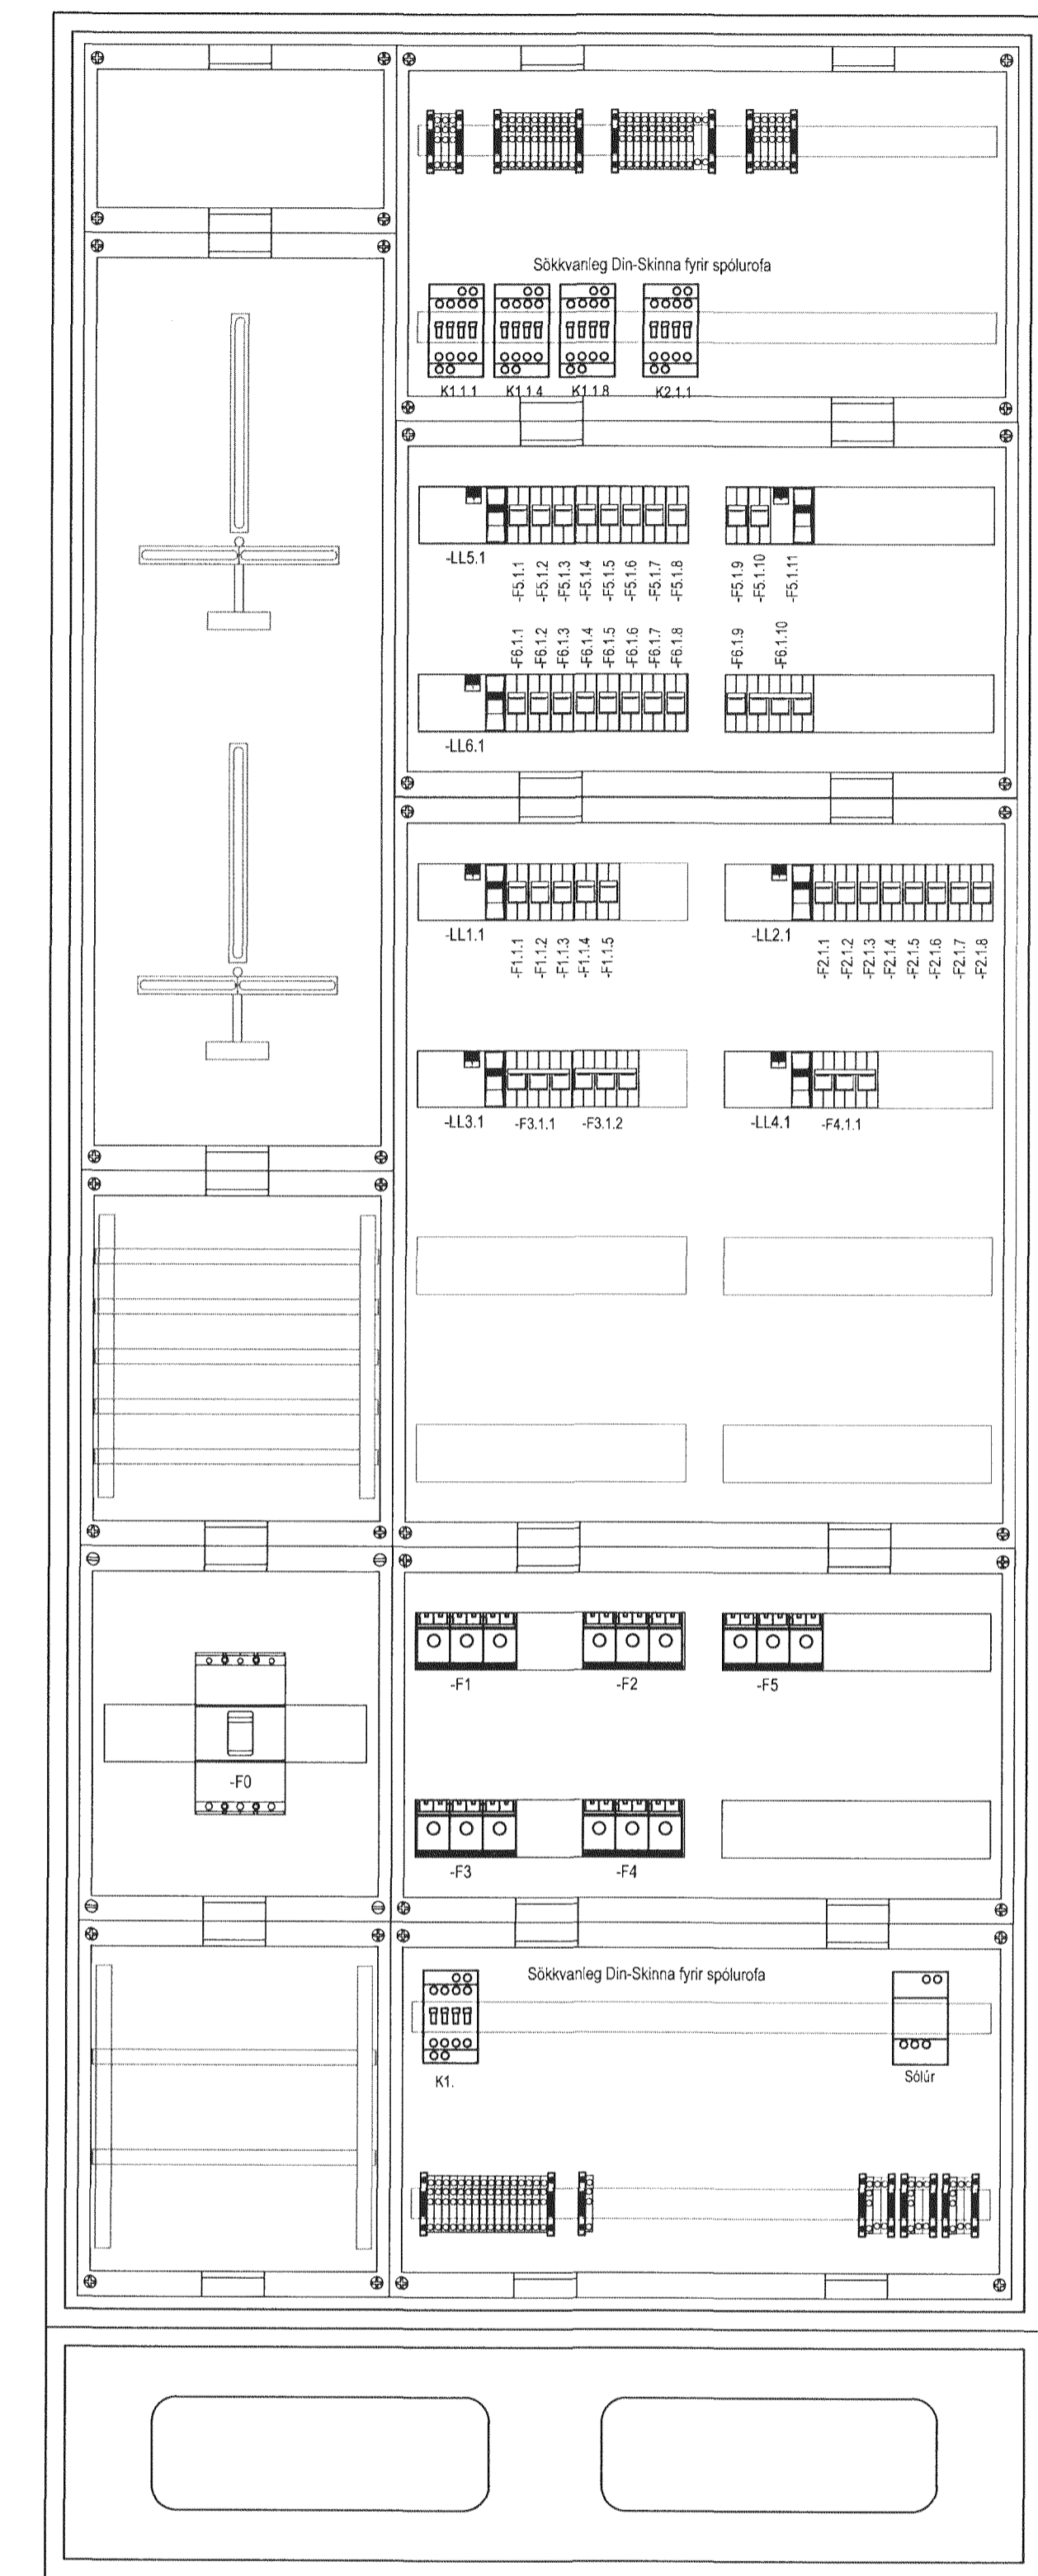 Sökkvanleg Din-Skinna fyrir spólurofa
K1.1.1 K1.1.4 K1.1.8 K2.1.1
-LL5.1 -F5.1.1 -F5.1.2 -F5.1.3 -F5.1.4 -F5.1.5 -F5.1.6 -F5.1.7 -F5.1.8 -F5.1.9 -F5.1.10 -F5.1.11
-F6.1.1 -F6.1.2 -F6.1.3 -F6.1.4 -F6.1.5 -F6.1.6 -F6.1.7 -F6.1.8 -F6.1.9 -F6.1.10
-LL6.1
-LL1.1 -LL2.1
-F1.1.1 -F1.1.2 -F1.1.3 -F1.1.4 -F1.1.5 -F2.1.1 -F2.1.2 -F2.1.3 -F2.1.4 -F2.1.5 -F2.1.6 -F2.1.7 -F2.1.8
-LL3.1 -F3.1.1 -F3.1.2 -LL4.1 -F4.1.1
-F1 -F2 -F5
-F0
-F3 -F4
Sökkvanleg Din-Skinna fyrir spólurofa
K1. Sólúr